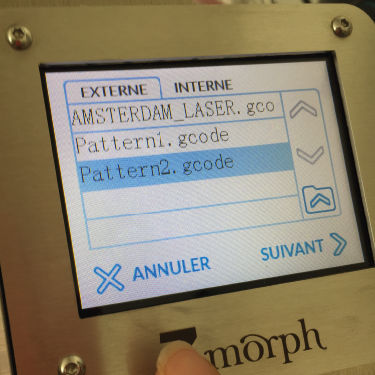 EXTERNE INTERNE
AMSTERDAM_LASER.gco
Pattern1.gcode
Pattern2.gcode
ANNULER SUIVANT
morph